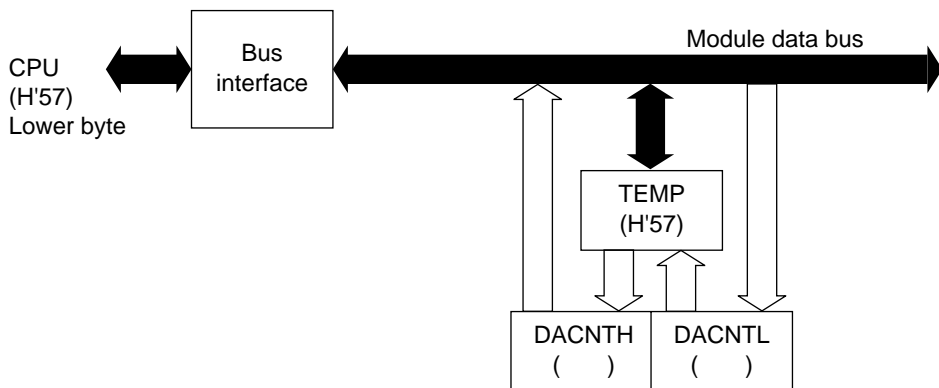 Module data bus
CPU
(H'57)
Lower byte
Bus
interface
TEMP
(H'57)
DACNTH
(    )
DACNTL
(    )